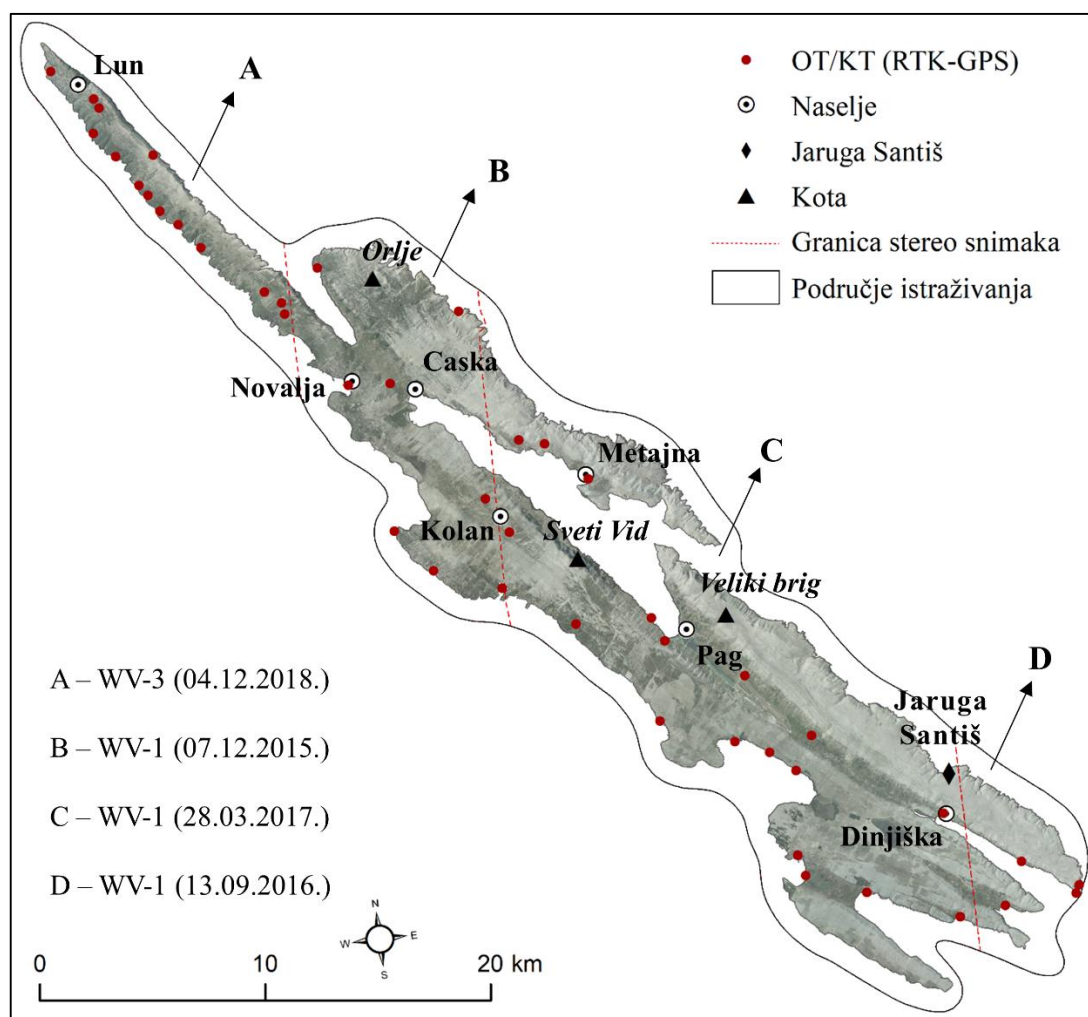 Lun
A
B
Orlje
Caska
Novalja
Metajna
C
Kolan
Sveti Vid
Veliki brig
Pag
D
Jaruga
Santiš
Dinjiška
OT/KT (RTK-GPS)
Naselje
Jaruga Santiš
Kota
Granica stereo snimaka
Područje istraživanja
A – WV-3 (04.12.2018.)
B – WV-1 (07.12.2015.)
C – WV-1 (28.03.2017.)
D – WV-1 (13.09.2016.)
N
W E
S
0 10 20 km